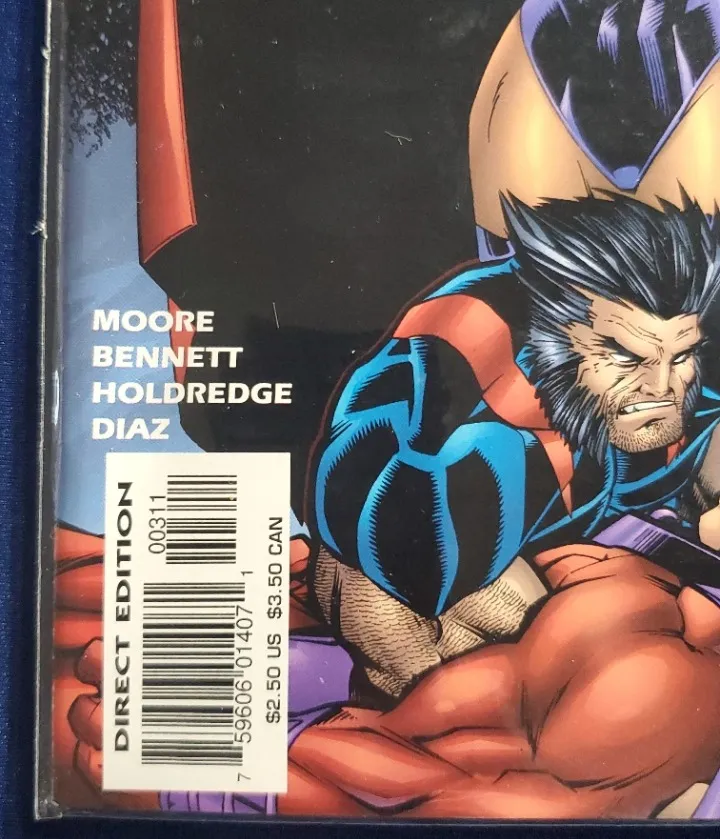 MOORE
BENNETT
HOLDREDGE
DIAZ
DIRECT EDITION
00311
7 59606 01407 1
$2.50 US $3.50 CAN